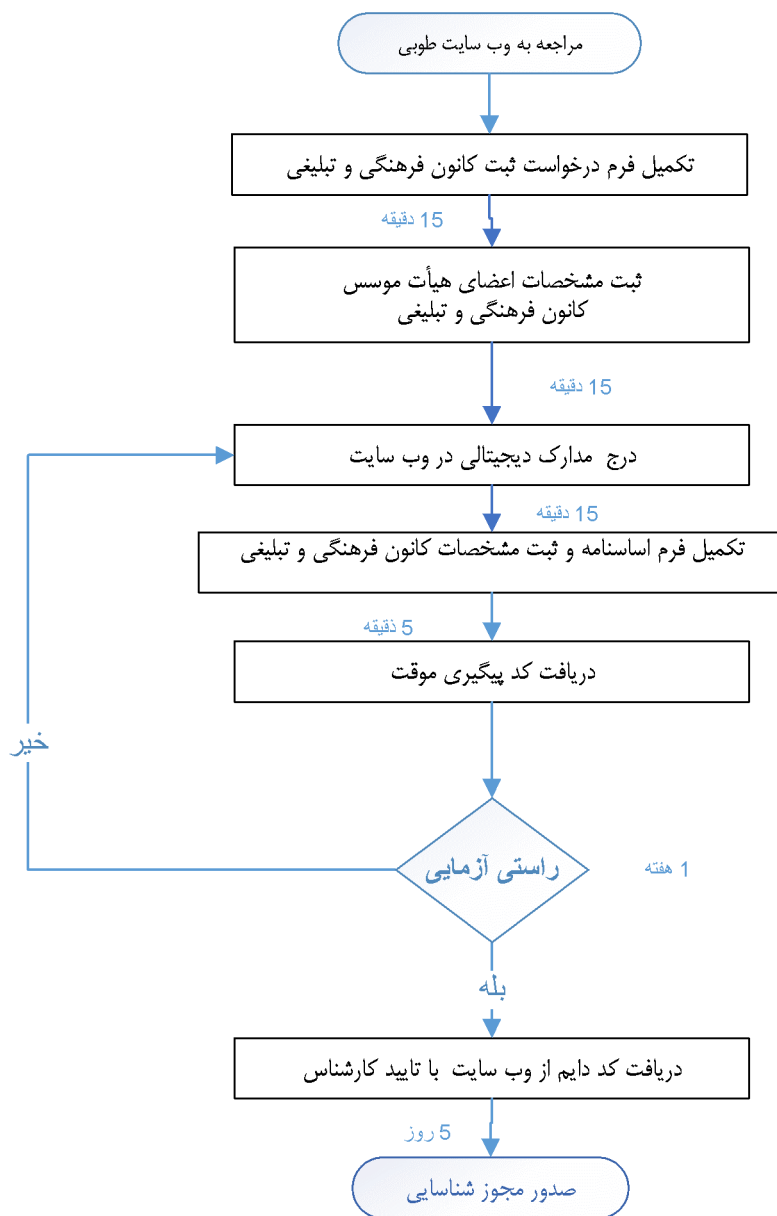 مراجعه به وب سایت طوبی
تکمیل فرم درخواست ثبت کانون فرهنگی و تبلیغی
15 دقیقه
ثبت مشخصات اعضای هیأت موسس
کانون فرهنگی و تبلیغی
15 دقیقه
درج مدارک دیجیتالی در وب سایت
15 دقیقه
تکمیل فرم اساسنامه و ثبت مشخصات کانون فرهنگی و تبلیغی
5 ذقیقه
دریافت کد پیگیری موقت
خیر
راستی آزمایی
1 هفته
بله
دریافت کد دایم از وب سایت با تایید کارشناس
5 روز
صدور مجوز شناسایی